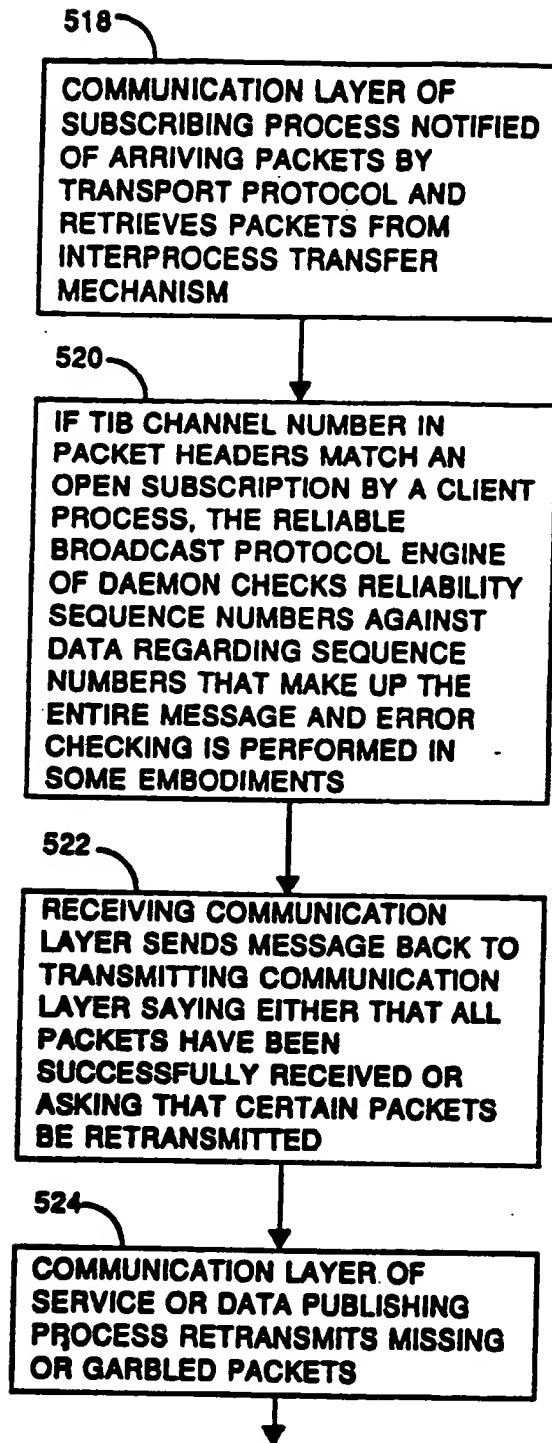 518
COMMUNICATION LAYER OF
SUBSCRIBING PROCESS NOTIFIED
OF ARRIVING PACKETS BY
TRANSPORT PROTOCOL AND
RETRIEVES PACKETS FROM
INTERPROCESS TRANSFER
MECHANISM
520
IF TIB CHANNEL NUMBER IN
PACKET HEADERS MATCH AN
OPEN SUBSCRIPTION BY A CLIENT
PROCESS, THE RELIABLE
BROADCAST PROTOCOL ENGINE
OF DAEMON CHECKS RELIABILITY
SEQUENCE NUMBERS AGAINST
DATA REGARDING SEQUENCE
NUMBERS THAT MAKE UP THE
ENTIRE MESSAGE AND ERROR
CHECKING IS PERFORMED IN
SOME EMBODIMENTS
522
RECEIVING COMMUNICATION
LAYER SENDS MESSAGE BACK TO
TRANSMITTING COMMUNICATION
LAYER SAYING EITHER THAT ALL
PACKETS HAVE BEEN
SUCCESSFULLY RECEIVED OR
ASKING THAT CERTAIN PACKETS
BE RETRANSMITTED
524
COMMUNICATION LAYER OF
SERVICE OR DATA PUBLISHING
PROCESS RETRANSMITS MISSING
OR GARBLED PACKETS